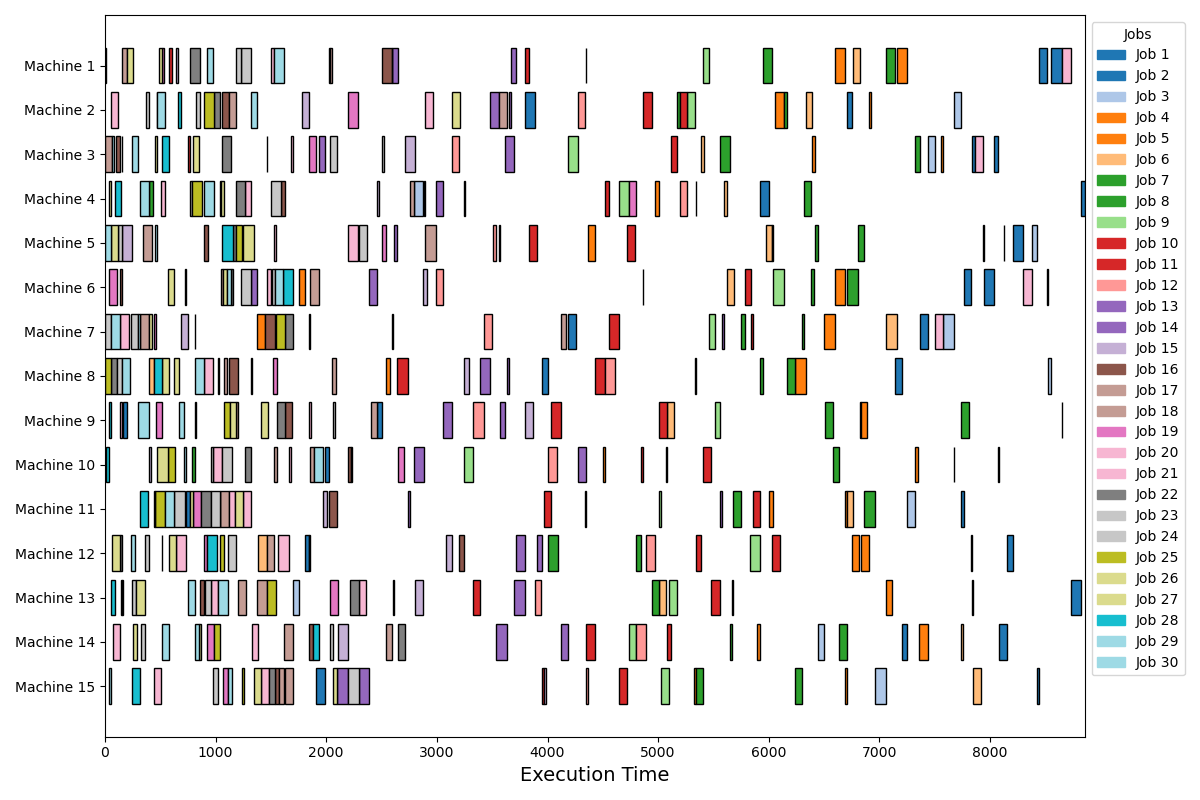 Machine 1
Machine 2
Machine 3
Machine 4
Machine 5
Machine 6
Machine 7
Machine 8
Machine 9
Machine 10
Machine 11
Machine 12
Machine 13
Machine 14
Machine 15
0 1000 2000 3000 4000 5000 6000 7000 8000
Execution Time
Jobs
Job 1
Job 2
Job 3
Job 4
Job 5
Job 6
Job 7
Job 8
Job 9
Job 10
Job 11
Job 12
Job 13
Job 14
Job 15
Job 16
Job 17
Job 18
Job 19
Job 20
Job 21
Job 22
Job 23
Job 24
Job 25
Job 26
Job 27
Job 28
Job 29
Job 30